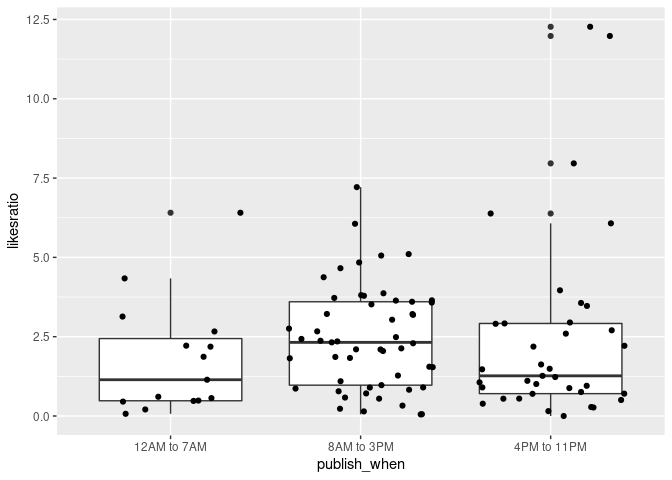 12.5
10.0
7.5
5.0
2.5
0.0
likesratio
12AM to 7AM
8AM to 3PM
4PM to 11PM
publish_when